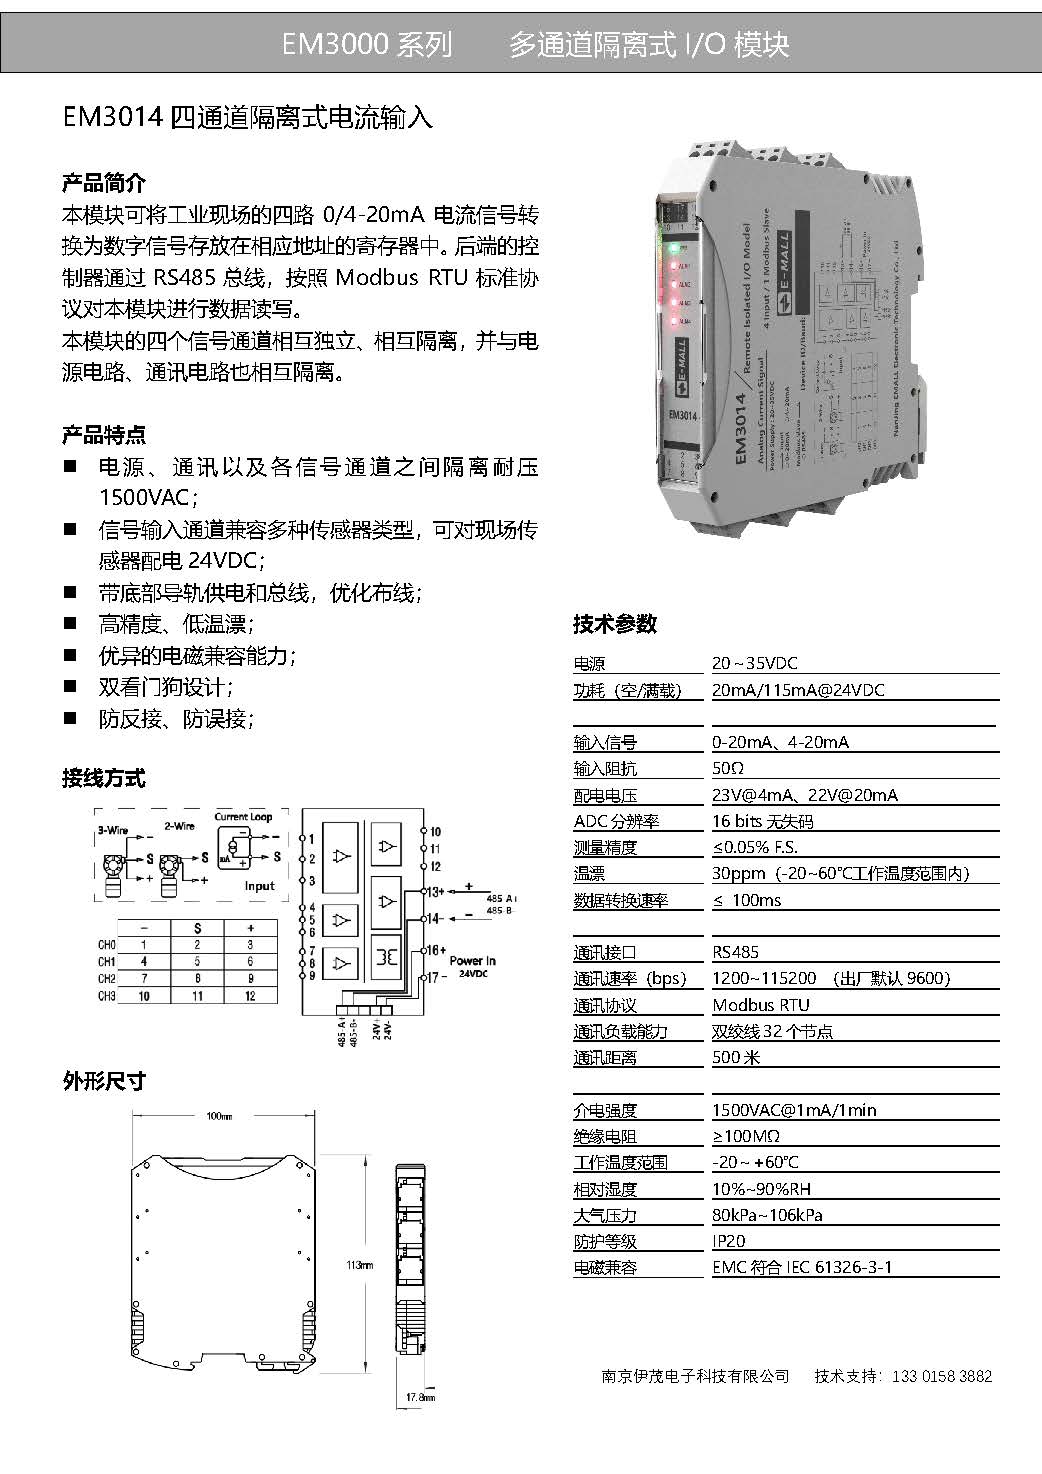 EM3000 系列 多通道隔离式 I/O 模块
EM3014 四通道隔离式电流输入
产品简介
本模块可将工业现场的四路 0/4-20mA 电流信号转
换为数字信号存放在相应地址的寄存器中。后端的控
制器通过 RS485 总线，按照 Modbus RTU 标准协
议对本模块进行数据读写。
本模块的四个信号通道相互独立、相互隔离，并与电
源电路、通讯电路也相互隔离。
产品特点
■ 电源、通讯以及各信号通道之间隔离耐压
1500VAC；
■ 信号输入通道兼容多种传感器类型，可对现场传
感器配电 24VDC；
■ 带底部导轨供电和总线，优化布线；
■ 高精度、低温漂；
■ 优异的电磁兼容能力；
■ 双看门狗设计；
■ 防反接、防误接；
接线方式
3-Wire 2-Wire Current Loop
− − −
S S S
+ + +
mA
Input
− S +
CH0 1 2 3
CH1 4 5 6
CH2 7 8 9
CH3 10 11 12
1
2
3
4
5
6
7
8
9
10
11
12
13+
14-
16+
17-
+ 485-A+
− 485-B-
Power In
24VDC
485-A+
485-B-
24V+
24V-
外形尺寸
100mm
113mm
17.8mm
E-MALL
EM3014
EM3014
Remote Isolated I/O Model
Analog Current Signal
4 Input / 1 Modbus Slave
E-MALL
Device ID/Baud:
Power Supply : 20~35VDC
NanJing EMALL Electronic Technology Co., Ltd
技术参数
电源 20~35VDC
功耗（空/满载） 20mA/115mA@24VDC
输入信号 0-20mA、4-20mA
输入阻抗 50Ω
配电电压 23V@4mA、22V@20mA
ADC 分辨率 16 bits 无失码
测量精度 ≤0.05% F.S.
温漂 30ppm（-20~60℃工作温度范围内）
数据转换速率 ≤ 100ms
通讯接口 RS485
通讯速率（bps） 1200~115200 （出厂默认 9600）
通讯协议 Modbus RTU
通讯负载能力 双绞线 32 个节点
通讯距离 500 米
介电强度 1500VAC@1mA/1min
绝缘电阻 ≥100MΩ
工作温度范围 -20~+60℃
相对湿度 10%~90%RH
大气压力 80kPa~106kPa
防护等级 IP20
电磁兼容 EMC 符合 IEC 61326-3-1
南京伊茂电子科技有限公司 技术支持：133 0158 3882